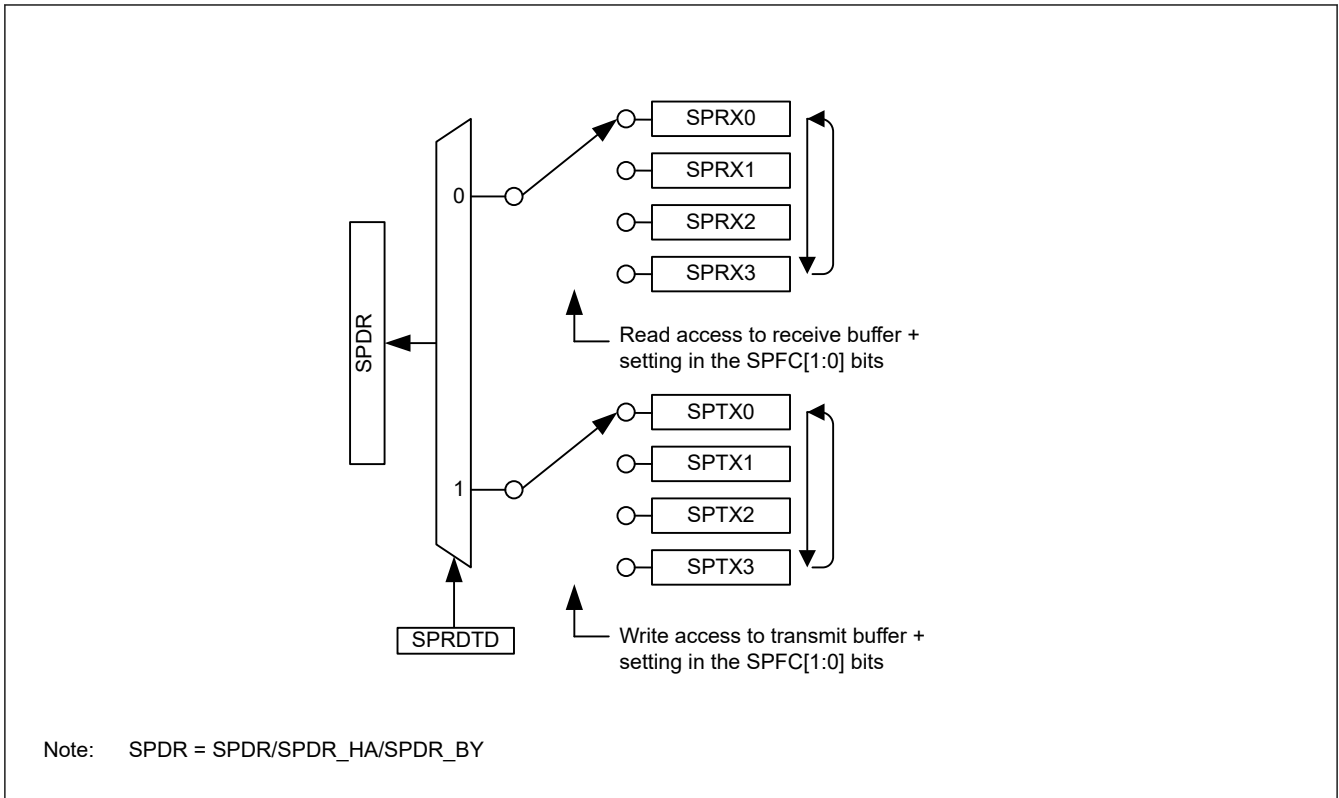 SPRX0
0
SPRX1
SPRX2
SPRX3
SPDR
Read access to receive buffer +
setting in the SPFC[1:0] bits
SPTX0
SPTX1
1
SPTX2
SPTX3
SPRDTD
Write access to transmit buffer +
setting in the SPFC[1:0] bits
Note: SPDR = SPDR/SPDR_HA/SPDR_BY